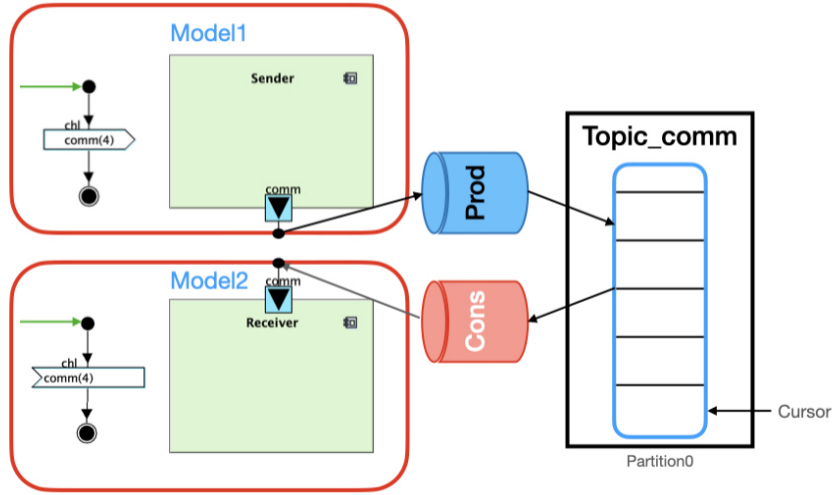 Model1
Sender
chl
comm(4)
comm
Prod
Topic_comm
Model2
comm
Receiver
chl
comm(4)
Cons
Cursor
Partition0